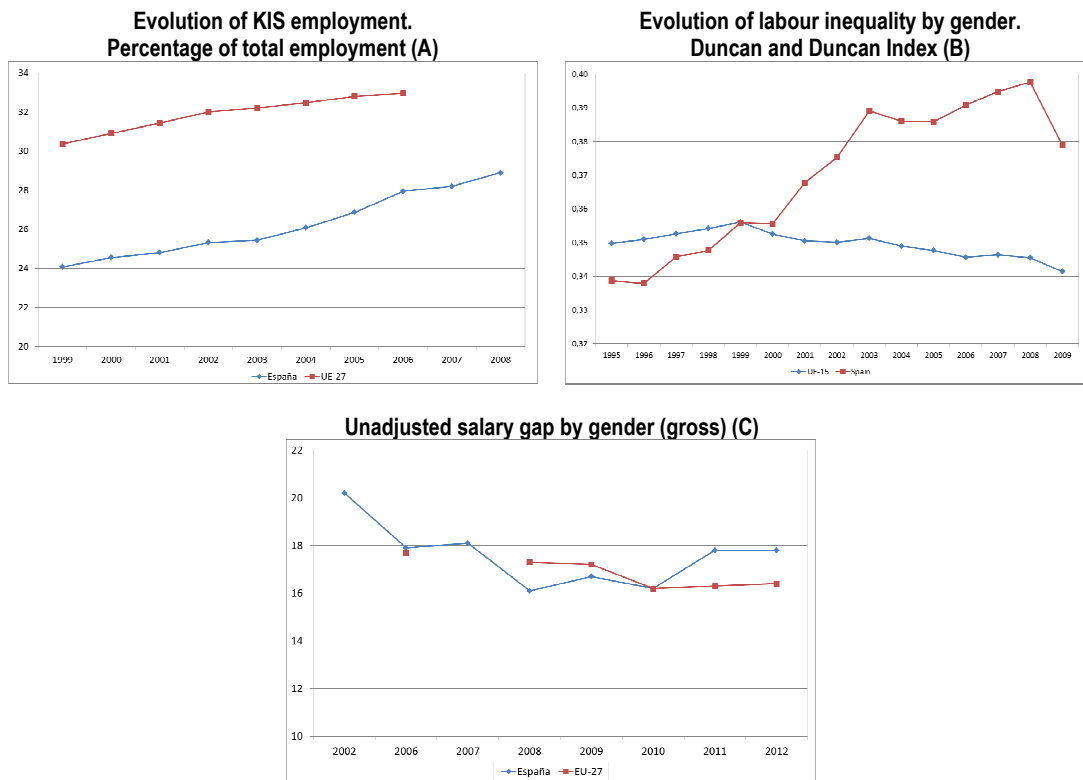 Evolution of KIS employment.
Percentage of total employment (A)
34
32
30
28
26
24
22
20
1999 2000 2001 2002 2003 2004 2005 2006 2007 2008
España UE-27
Evolution of labour inequality by gender.
Duncan and Duncan Index (B)
0,40
0,39
0,38
0,37
0,36
0,35
0,34
0,33
0,32
1995 1996 1997 1998 1999 2000 2001 2002 2003 2004 2005 2006 2007 2008 2009
UE-15 Spain
Unadjusted salary gap by gender (gross) (C)
22
20
18
16
14
12
10
2002 2006 2007 2008 2009 2010 2011 2012
España EU-27